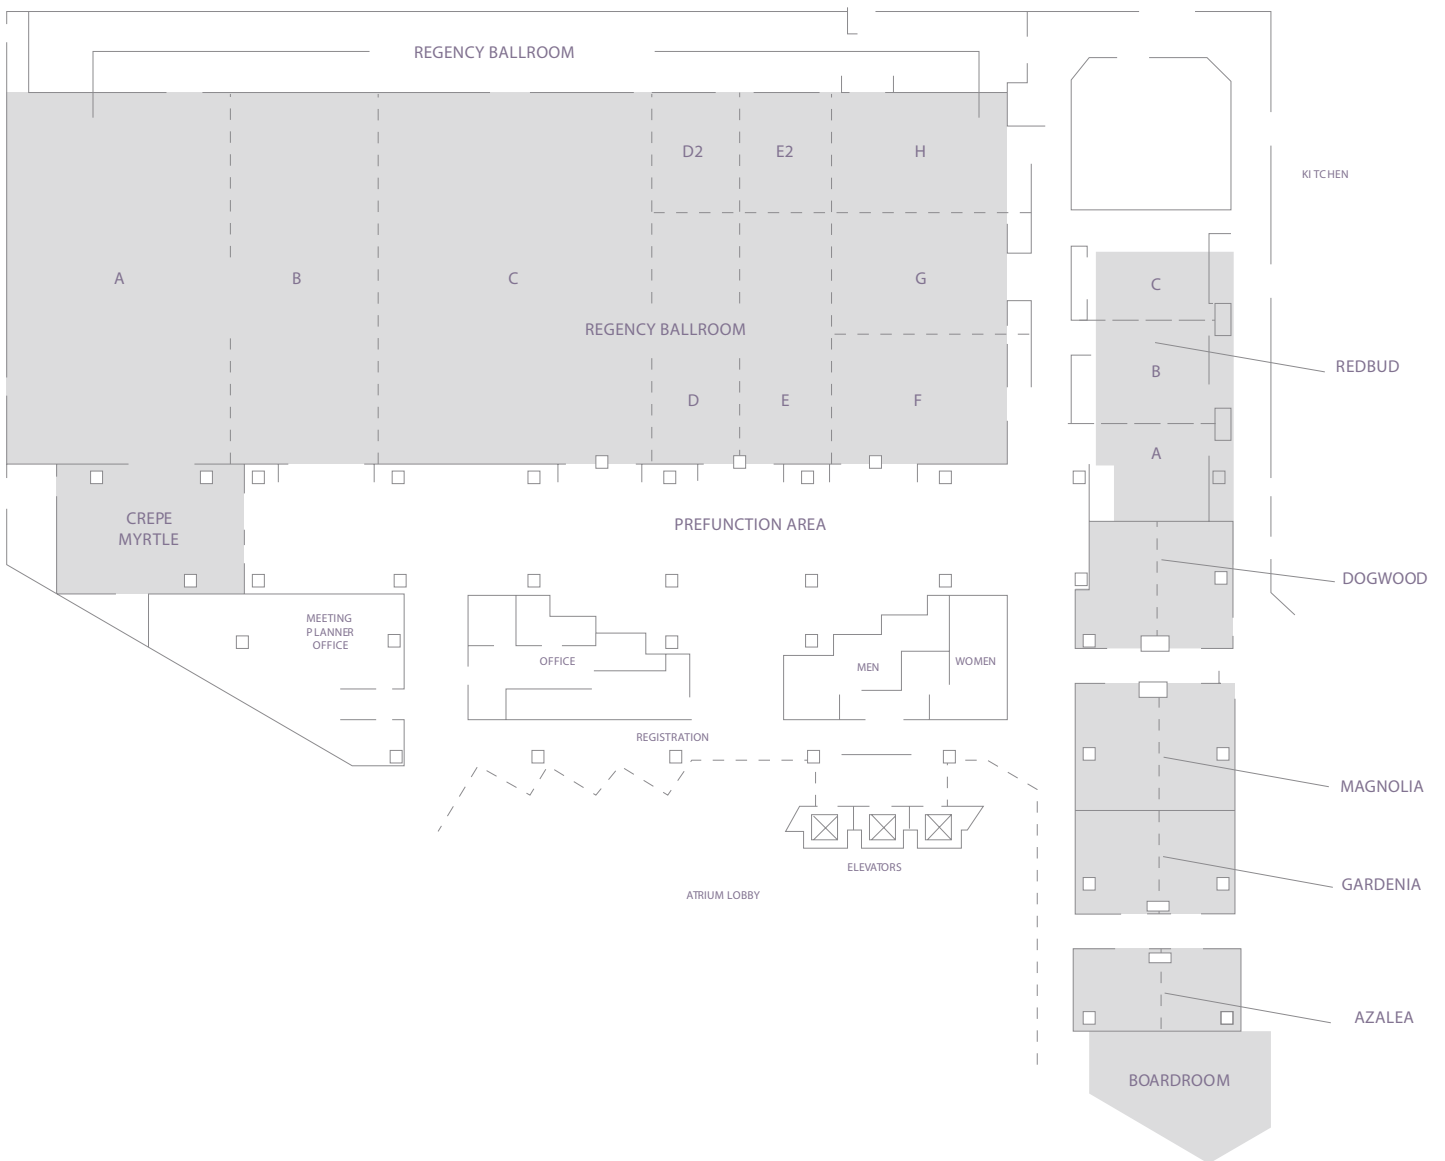 REGENCY BALLROOM
D2
E2
H
KITCHEN
A
B
C
G
C
REGENCY BALLROOM
REDBUD
B
D
E
F
A
CREPE
MYRTLE
PREFUNCTION AREA
DOGWOOD
MEETING
PLANNER
OFFICE
OFFICE
MEN
WOMEN
REGISTRATION
MAGNOLIA
ELEVATORS
GARDENIA
ATRIUM LOBBY
AZALEA
BOARDROOM